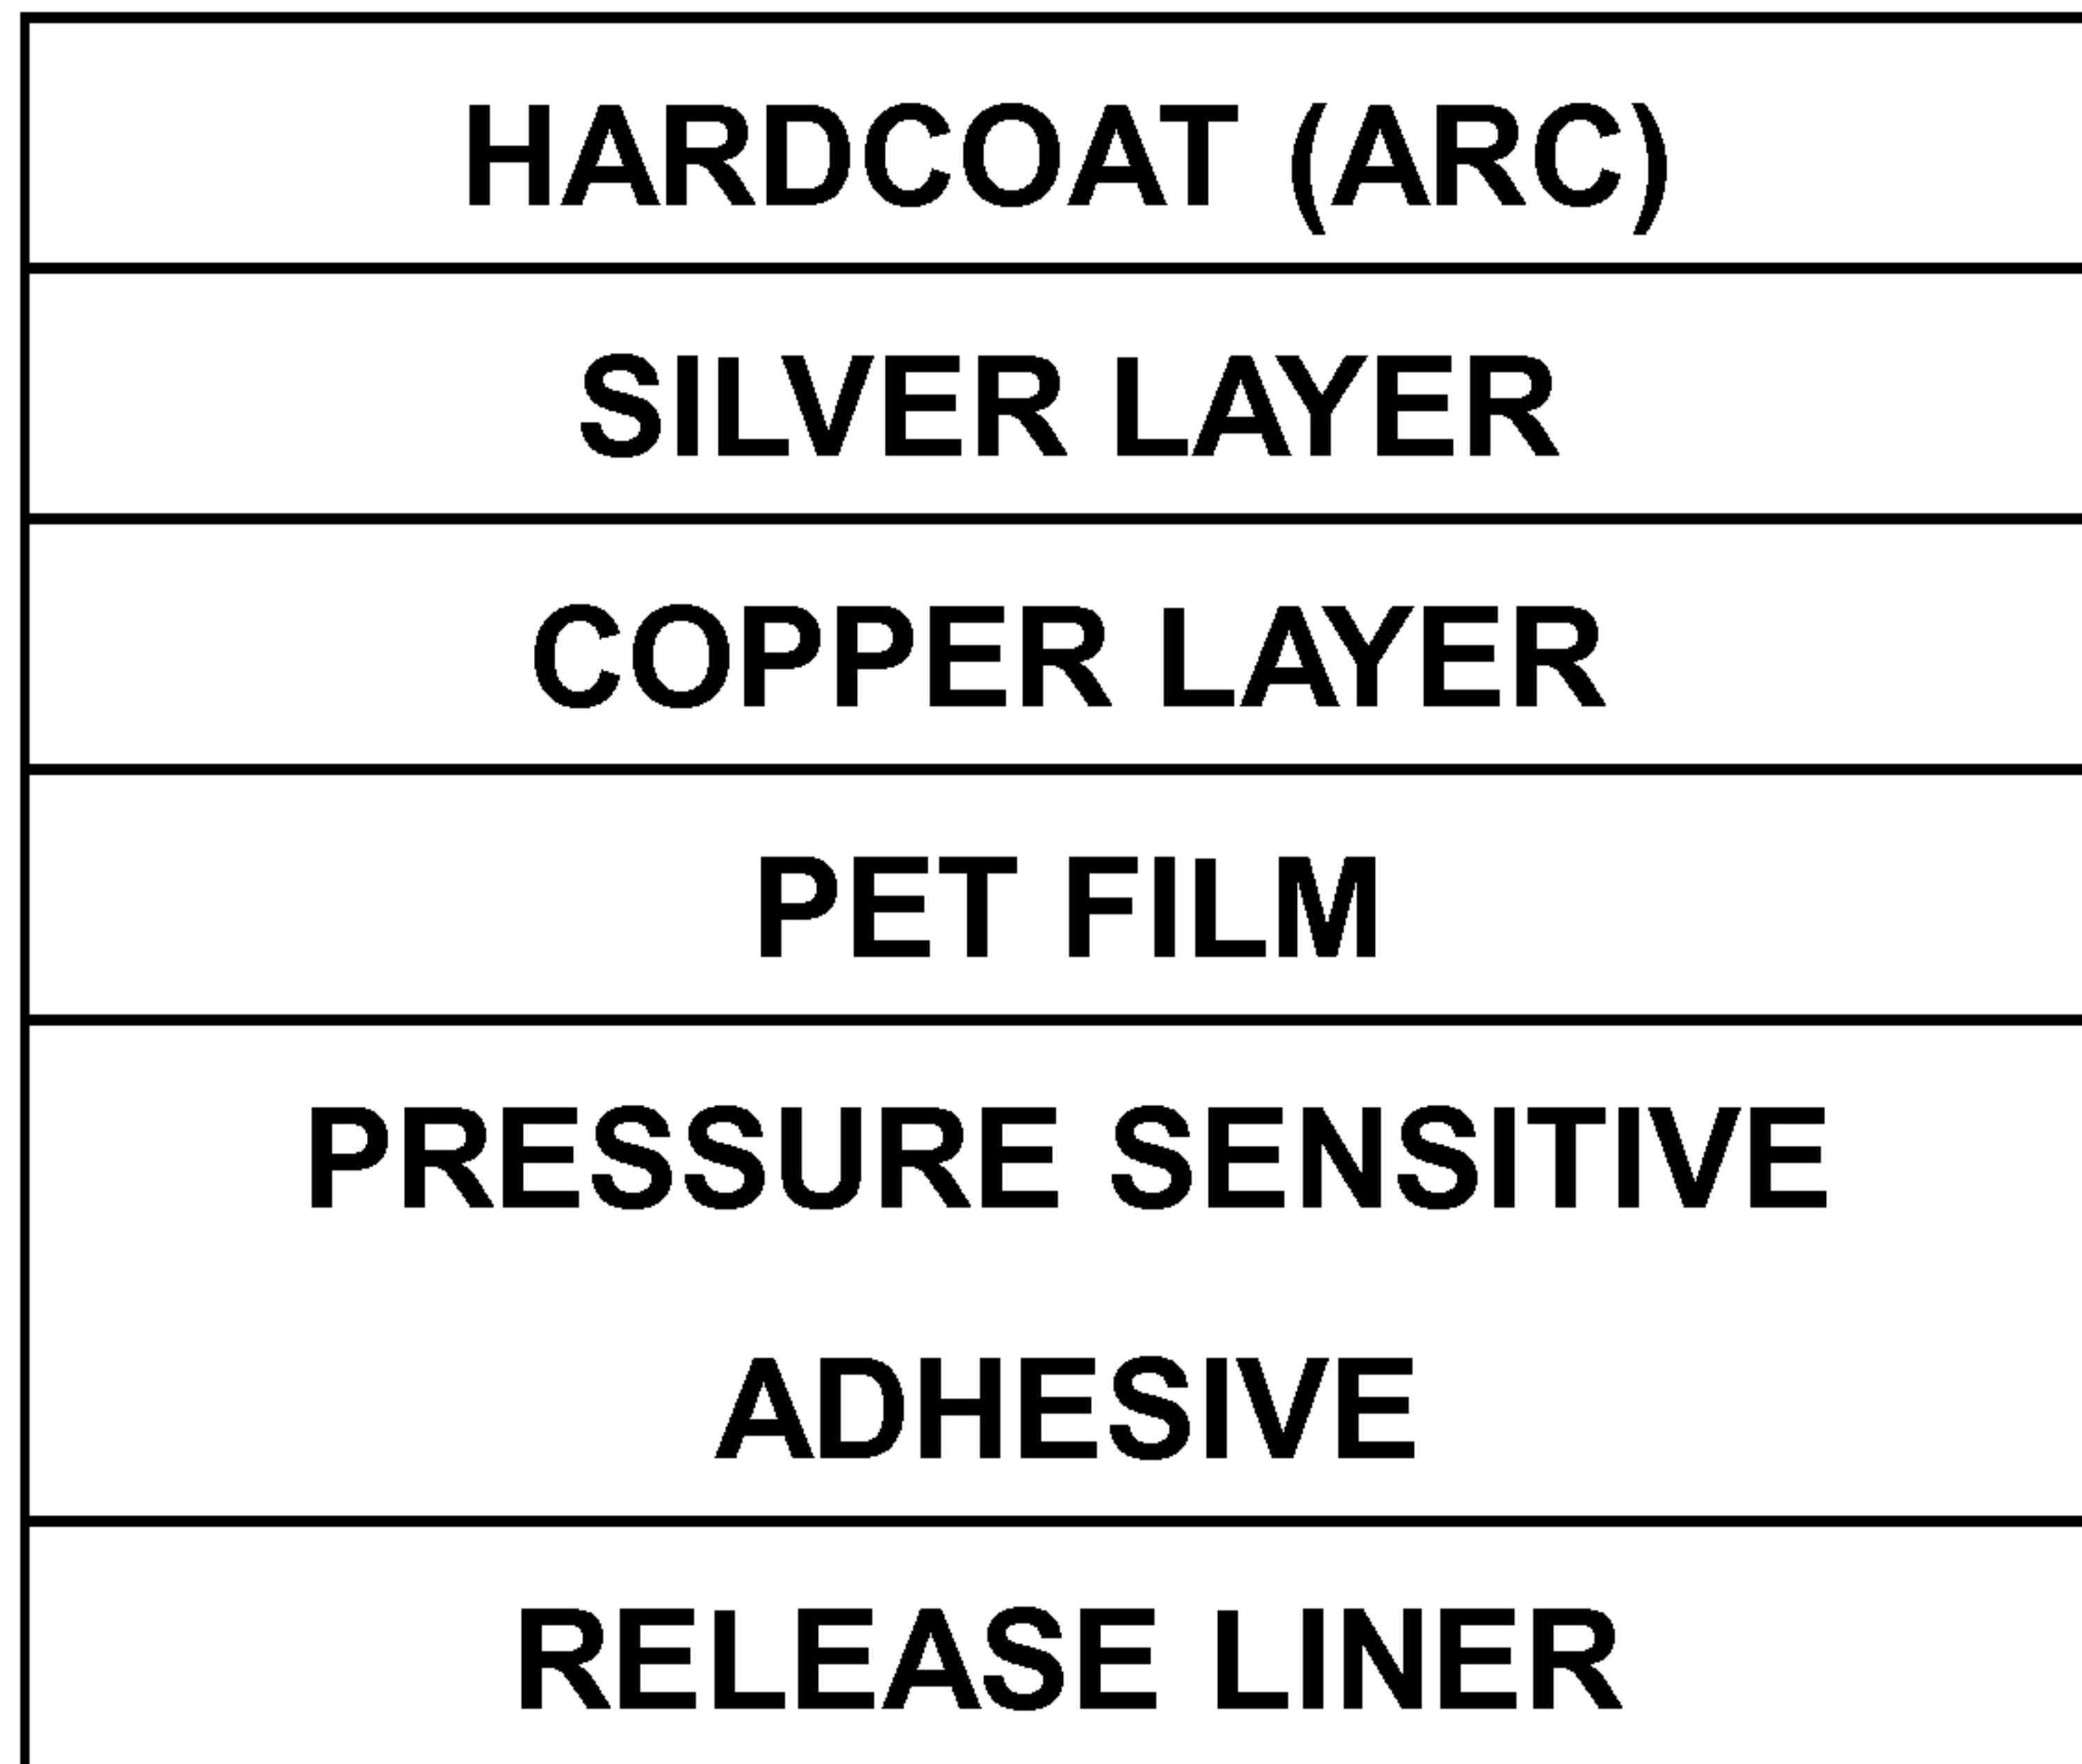 HARDCOAT (ARC)
SILVER LAYER
COPPER LAYER
PET FILM
PRESSURE SENSITIVE
ADHESIVE
RELEASE LINER